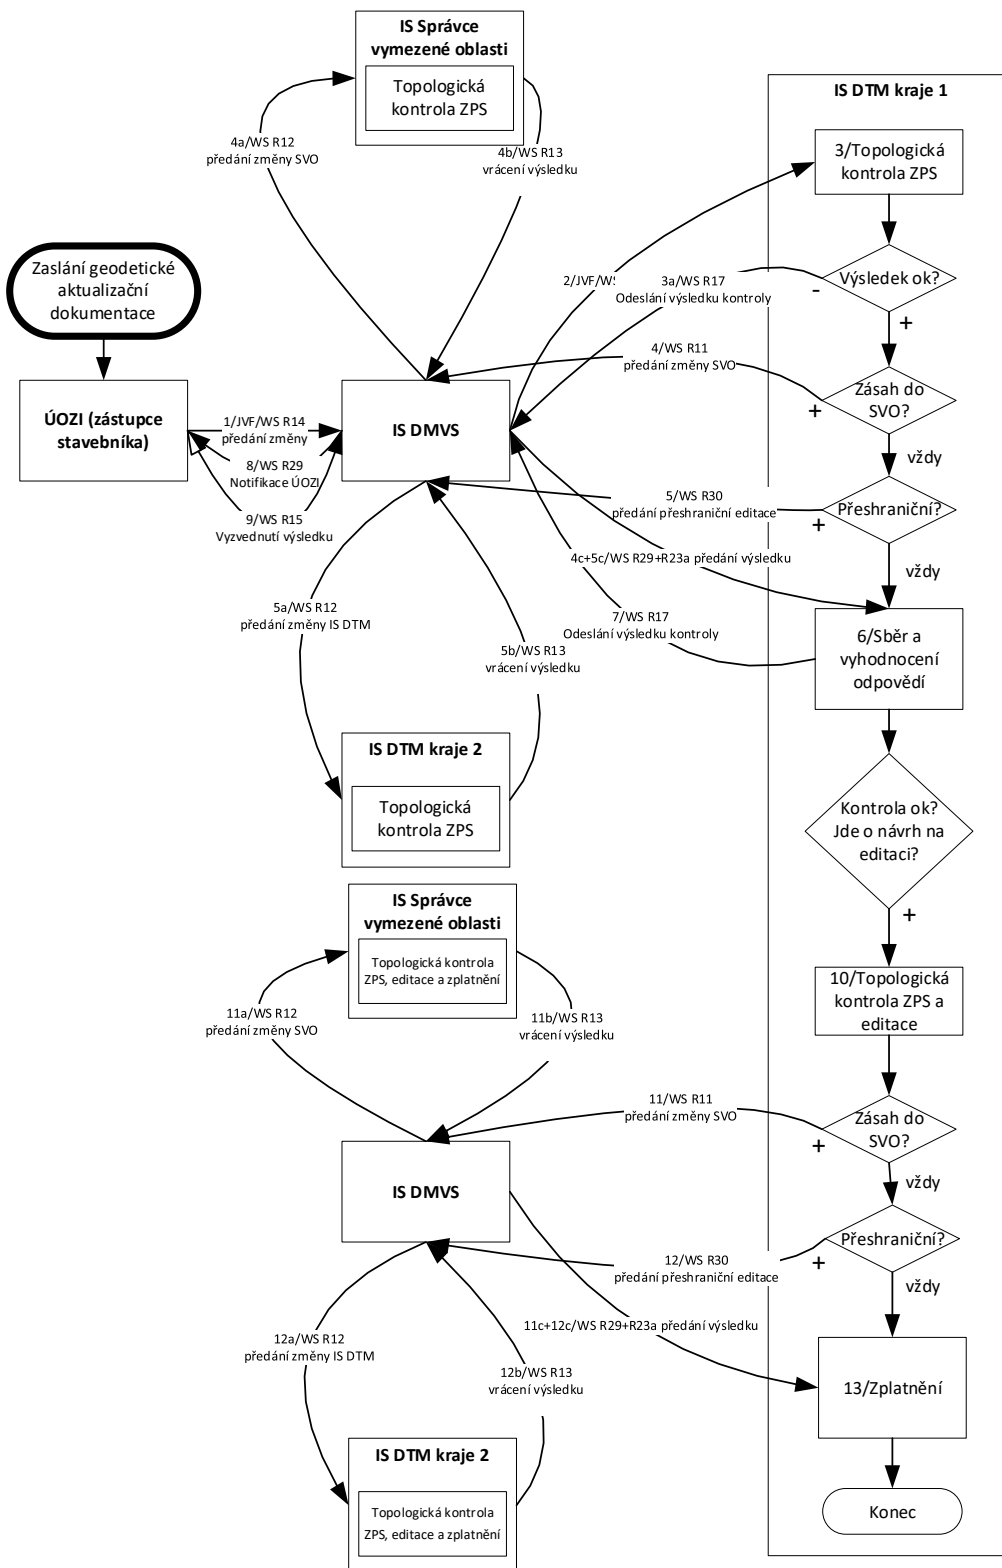 IS Správce
vymezené oblasti
Topologická
kontrola ZPS
IS DTM kraje 1
4a/WS R12
předání změny SVO
4b/WS R13
vrácení výsledku
3/Topologická
kontrola ZPS
Zaslání geodetické
aktualizační
dokumentace
2/JVF/WS
3a/WS R17
Odeslání výsledku kontroly
Výsledek ok?
-
+
4/WS R11
předání změny SVO
Zásah do
SVO?
+
vždy
ÚOZI (zástupce
stavebníka)
1/JVF/WS R14
předání změny
8/WS R29
Notifikace ÚOZI
9/WS R15
Vyzvednutí výsledku
IS DMVS
5/WS R30
předání přeshraniční editace
Přeshraniční?
+
vždy
4c+5c/WS R29+R23a předání výsledku
5a/WS R12
předání změny IS DTM
7/WS R17
Odeslání výsledku kontroly
5b/WS R13
vrácení výsledku
6/Sběr a
vyhodnocení
odpovědí
IS DTM kraje 2
Topologická
kontrola ZPS
Kontrola ok?
Jde o návrh na
editaci?
+
IS Správce
vymezené oblasti
Topologická kontrola
ZPS, editace a zplatnění
10/Topologická
kontrola ZPS a
editace
11a/WS R12
předání změny SVO
11b/WS R13
vrácení výsledku
11/WS R11
předání změny SVO
Zásah do
SVO?
+
vždy
IS DMVS
Přeshraniční?
+
12/WS R30
předání přeshraniční editace
vždy
11c+12c/WS R29+R23a předání výsledku
12a/WS R12
předání změny IS DTM
12b/WS R13
vrácení výsledku
13/Zplatnění
IS DTM kraje 2
Topologická kontrola
ZPS, editace a zplatnění
Konec